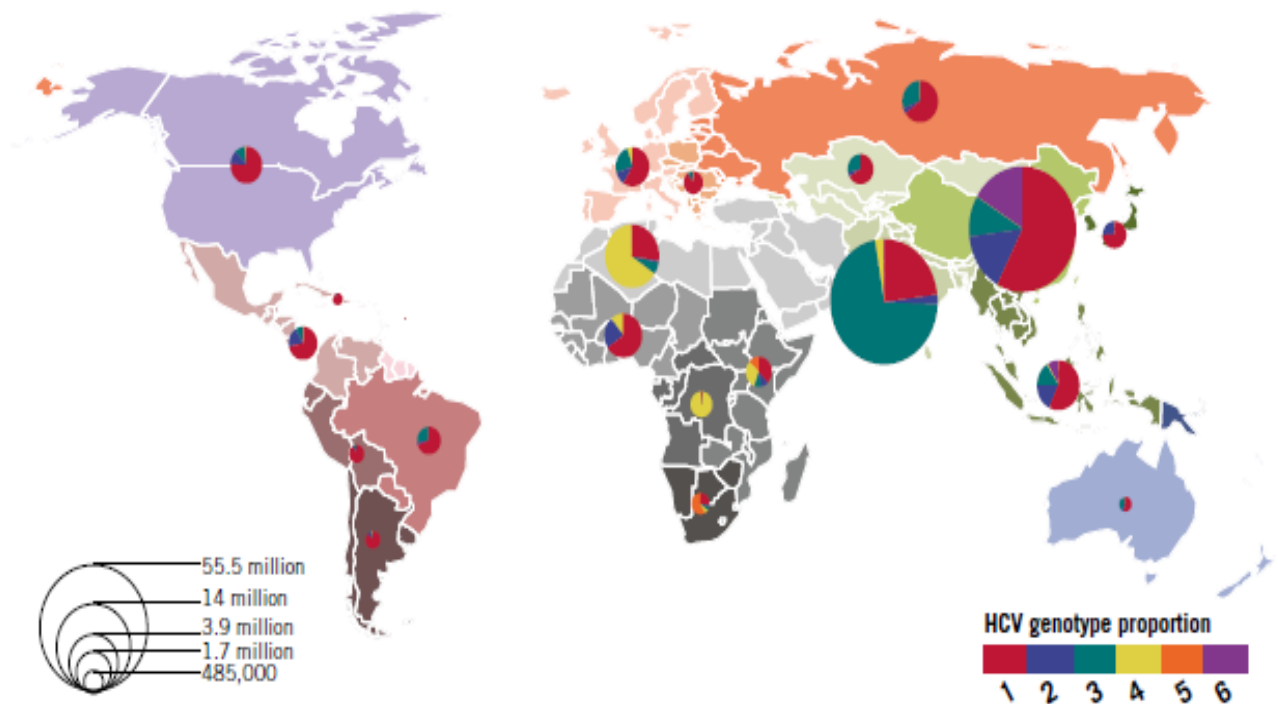 55.5 million
14 million
3.9 million
1.7 million
485,000
HCV genotype proportion
1 2 3 4 5 6